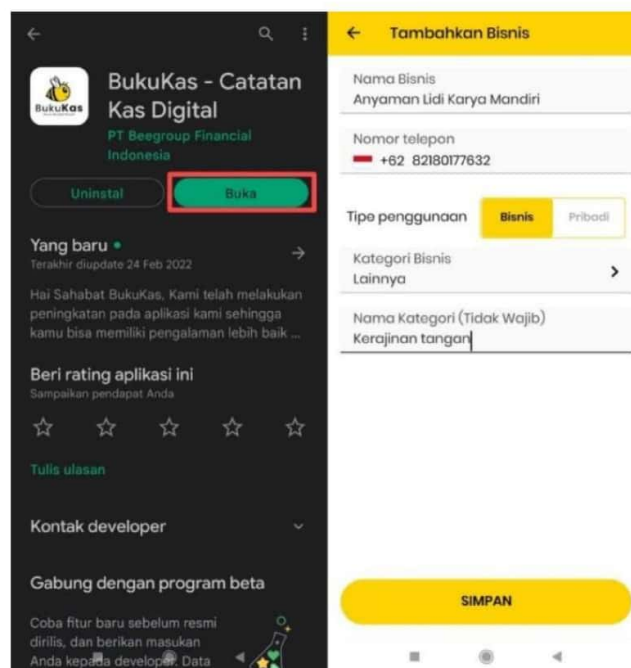 BukuKas - Catatan
Kas Digital
BukuKas
PT Beegroup Financial
Indonesia
Uninstal
Buka
Yang baru
Terakhir diupdate 24 Feb 2022
Hai Sahabat BukuKas, Kami telah melakukan
peningkatan pada aplikasi kami sehingga
kamu bisa memiliki pengalaman lebih baik ...
Beri rating aplikasi ini
Sampaikan pendapat Anda
Tulis ulasan
Kontak developer
Gabung dengan program beta
Coba fitur baru sebelum resmi
dirilis, dan berikan masukan
Anda kepada developer. Data
Tambahkan Bisnis
Nama Bisnis
Anyaman Lidi Karya Mandiri
Nomor telepon
+62 82180177632
Tipe penggunaan
Bisnis
Pribadi
Kategori Bisnis
Lainnya
Nama Kategori (Tidak Wajib)
Kerajinan tangan
SIMPAN